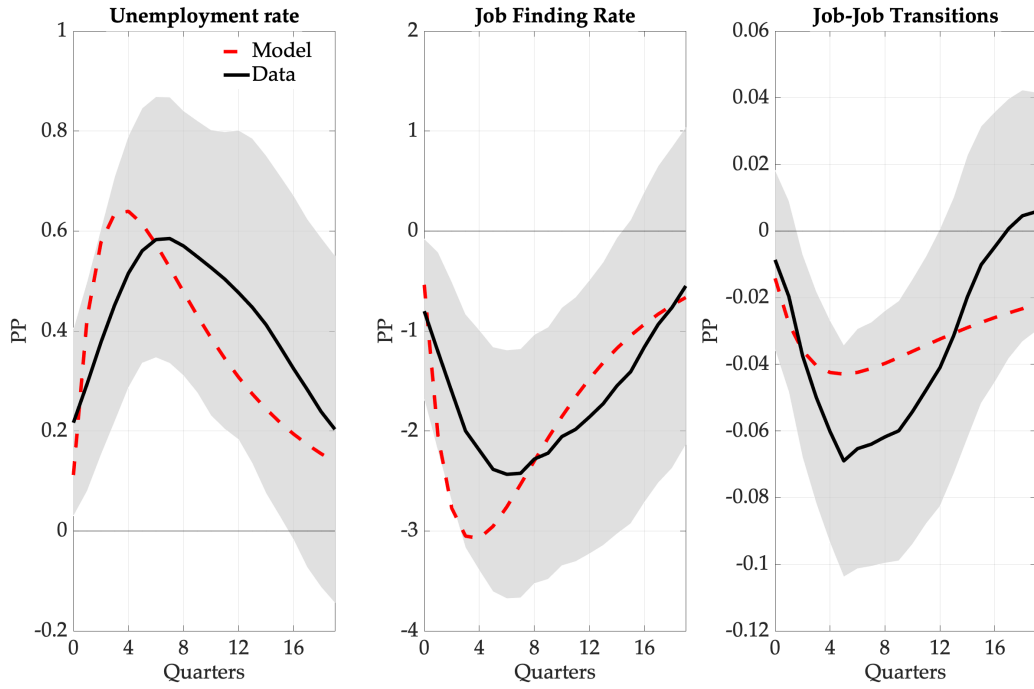 Unemployment rate
1
0.8
0.6
0.4
0.2
0
-0.2
PP
0 4 8 12 16
Quarters
Model
Data
Job Finding Rate
2
1
0
-1
-2
-3
-4
PP
0 4 8 12 16
Quarters
Job-Job Transitions
0.06
0.04
0.02
0
-0.02
-0.04
-0.06
-0.08
-0.1
-0.12
PP
0 4 8 12 16
Quarters